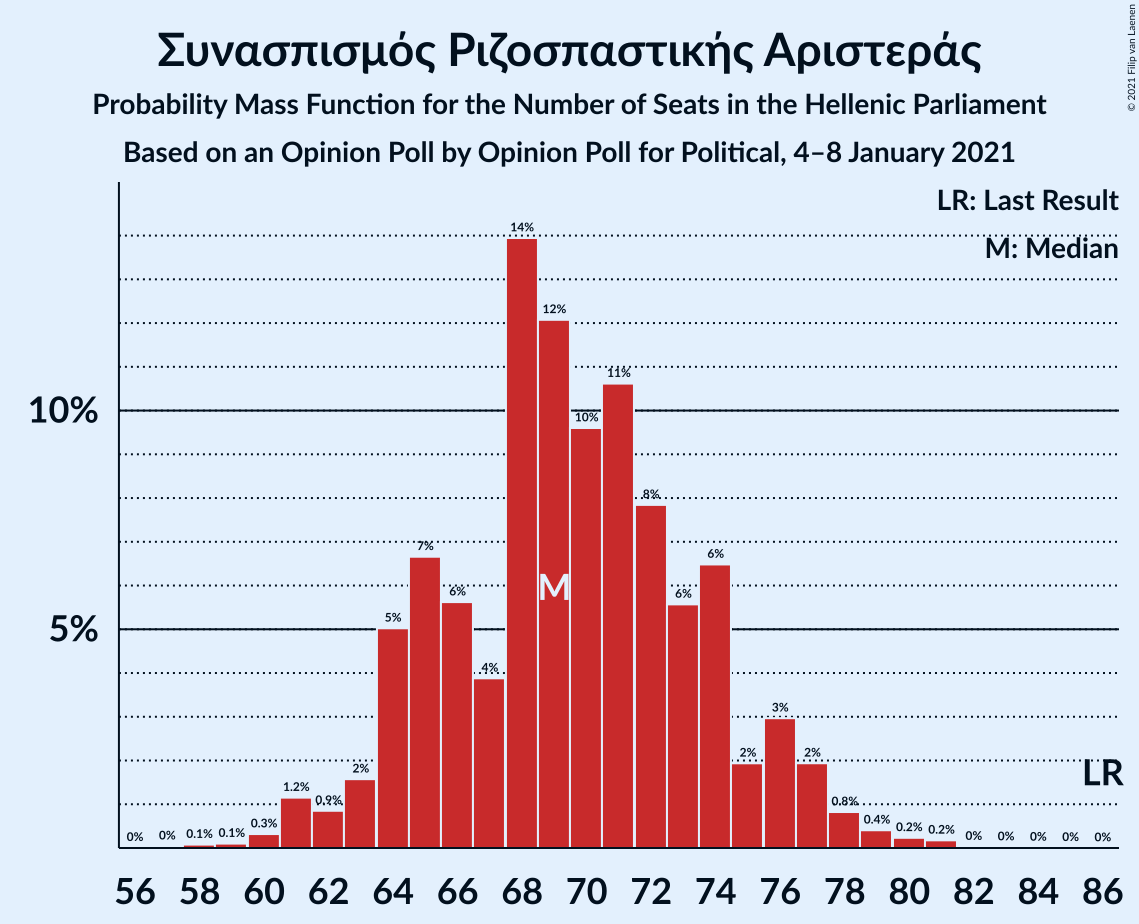 Συνασπισμός Ριζοσπαστικής Αριστεράς
Probability Mass Function for the Number of Seats in the Hellenic Parliament
Based on an Opinion Poll by Opinion Poll for Political, 4–8 January 2021
© 2021 Filip van Laenen
LR: Last Result
M: Median
10%
5%
0% 0% 0.1% 0.1% 0.3% 1.2% 0.9% 2% 5% 7% 6% 4% 14% 12% 10% 11% 8% 6% 6% 2% 3% 2% 0.8% 0.4% 0.2% 0.2% 0% 0% 0% 0% 0%
M
LR
56 58 60 62 64 66 68 70 72 74 76 78 80 82 84 86